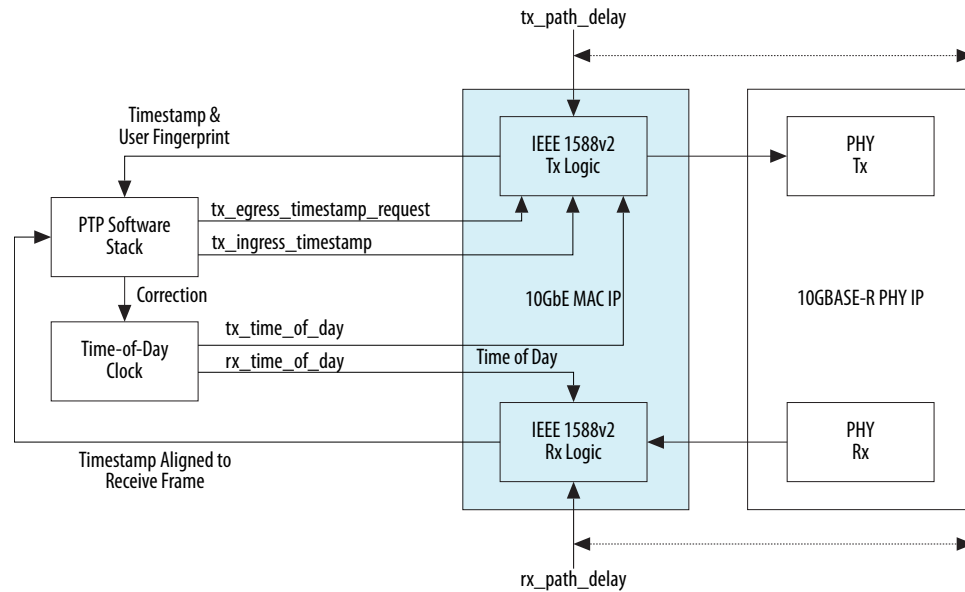 tx_path_delay
Timestamp &
User Fingerprint
IEEE 1588v2
Tx Logic
PHY
Tx
tx_egress_timestamp_request
PTP Software
Stack
tx_ingress_timestamp
Correction
10GbE MAC IP
10GBASE-R PHY IP
tx_time_of_day
Time-of-Day
Clock
rx_time_of_day
Time of Day
IEEE 1588v2
Rx Logic
PHY
Rx
Timestamp Aligned to
Receive Frame
rx_path_delay